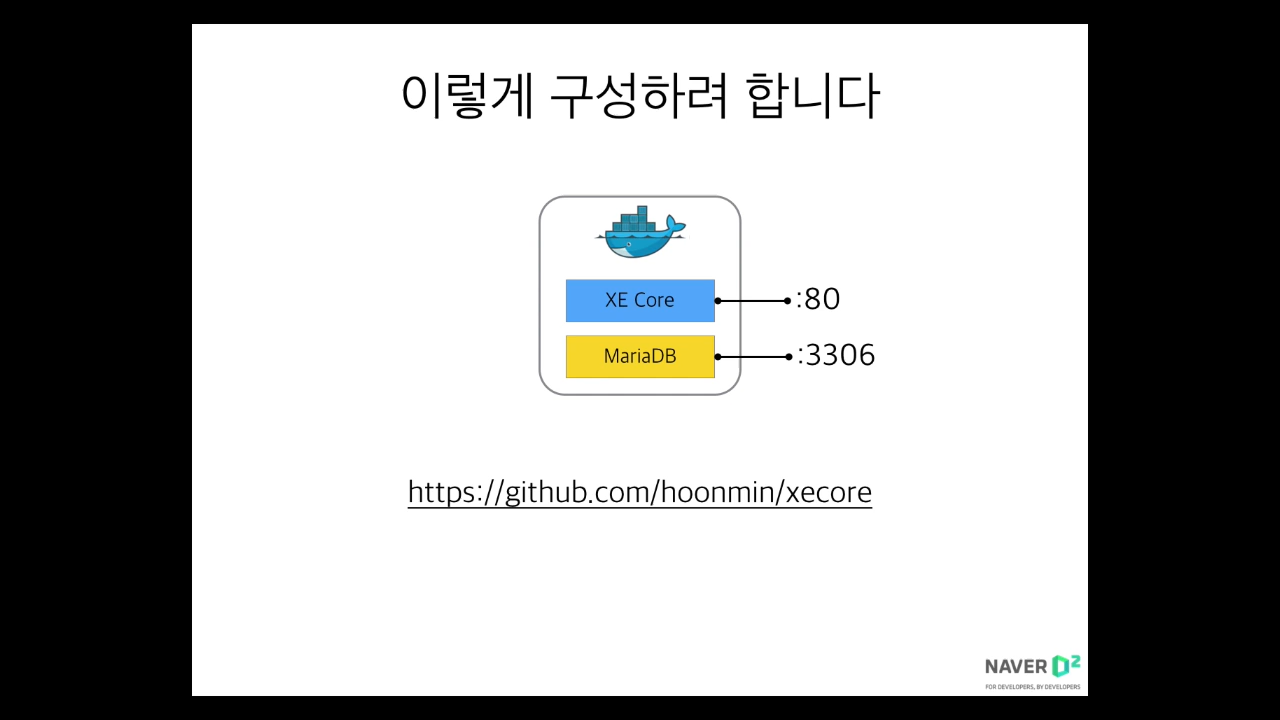 이렇게 구성하려 합니다
XE Core
:80
MariaDB
:3306
https://github.com/hoonmin/xecore
NAVER D2
FOR DEVELOPERS, BY DEVELOPERS